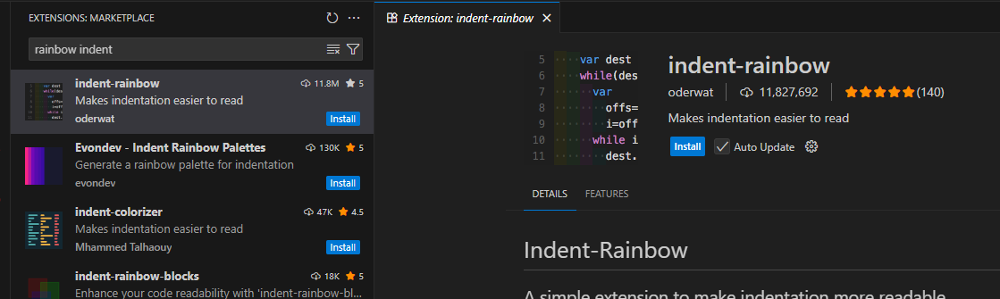 EXTENSIONS: MARKETPLACE
rainbow indent
indent-rainbow 11.8M 5
Makes indentation easier to read
oderwat Install
Evondev - Indent Rainbow Palettes 130K 5
Generate a rainbow palette for indentation
evondev Install
indent-colorizer 47K 4.5
Makes indentation easier to read
Mhammed Talhaouy Install
indent-rainbow-blocks 18K 5
Enhance your code readability with 'indent-rainbow-bl...
Extension: indent-rainbow
5 var dest
6 while(des
7 var
8 offs=
9 i=off
10 while i
11 dest.
indent-rainbow
oderwat 11,827,692 (140)
Makes indentation easier to read
Install Auto Update
DETAILS FEATURES
Indent-Rainbow
A simple extension to make indentation more readable